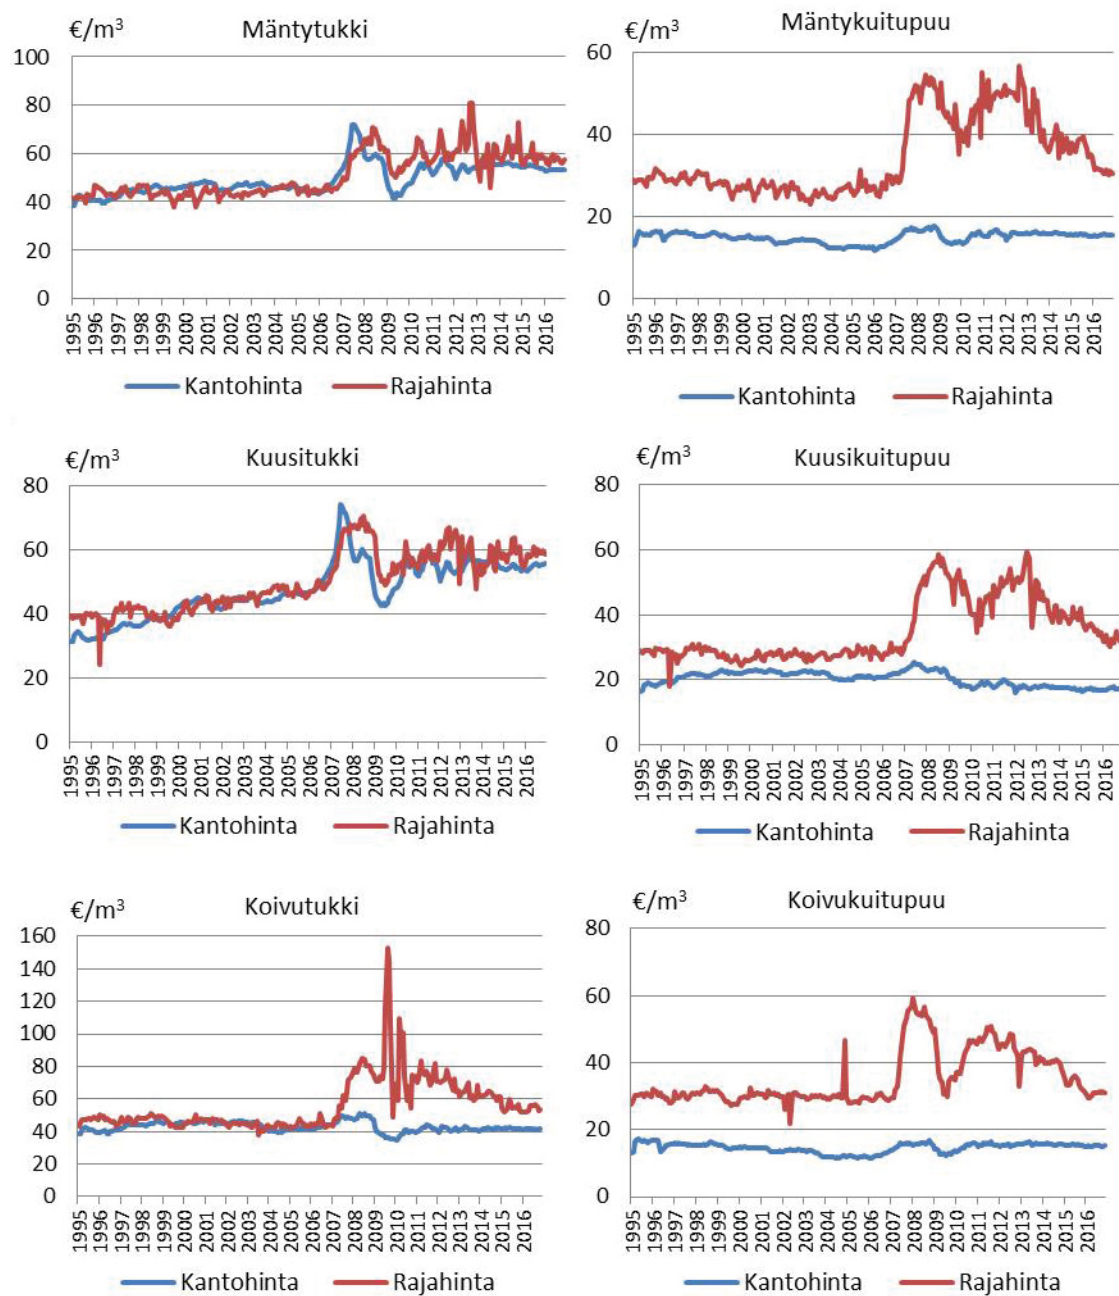 €/m³ Mäntytukki
100
80
60
40
20
0
1995 1996 1997 1998 1999 2000 2001 2002 2003 2004 2005 2006 2007 2008 2009 2010 2011 2012 2013 2014 2015 2016
Kantohinta Rajahinta
€/m³ Mäntykuitupuu
60
40
20
0
1995 1996 1997 1998 1999 2000 2001 2002 2003 2004 2005 2006 2007 2008 2009 2010 2011 2012 2013 2014 2015 2016
Kantohinta Rajahinta
€/m³ Kuusitukki
80
60
40
20
0
1995 1996 1997 1998 1999 2000 2001 2002 2003 2004 2005 2006 2007 2008 2009 2010 2011 2012 2013 2014 2015 2016
Kantohinta Rajahinta
€/m³ Kuusikuitupuu
80
60
40
20
0
1995 1996 1997 1998 1999 2000 2001 2002 2003 2004 2005 2006 2007 2008 2009 2010 2011 2012 2013 2014 2015 2016
Kantohinta Rajahinta
€/m³ Koivutukki
160
140
120
100
80
60
40
20
0
1995 1996 1997 1998 1999 2000 2001 2002 2003 2004 2005 2006 2007 2008 2009 2010 2011 2012 2013 2014 2015 2016
Kantohinta Rajahinta
€/m³ Koivukuitupuu
80
60
40
20
0
1995 1996 1997 1998 1999 2000 2001 2002 2003 2004 2005 2006 2007 2008 2009 2010 2011 2012 2013 2014 2015 2016
Kantohinta Rajahinta